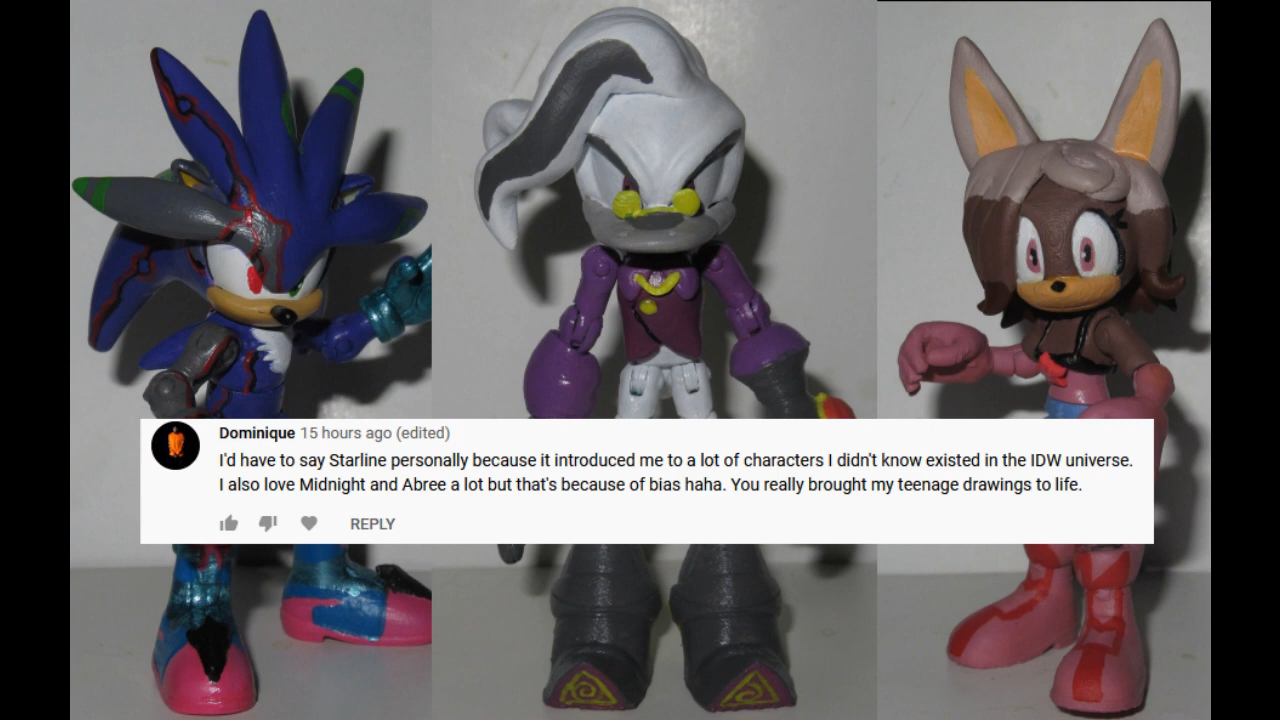 Dominique 15 hours ago (edited)
I'd have to say Starline personally because it introduced me to a lot of characters I didn't know existed in the IDW universe.
I also love Midnight and Abree a lot but that's because of bias haha. You really brought my teenage drawings to life.
REPLY